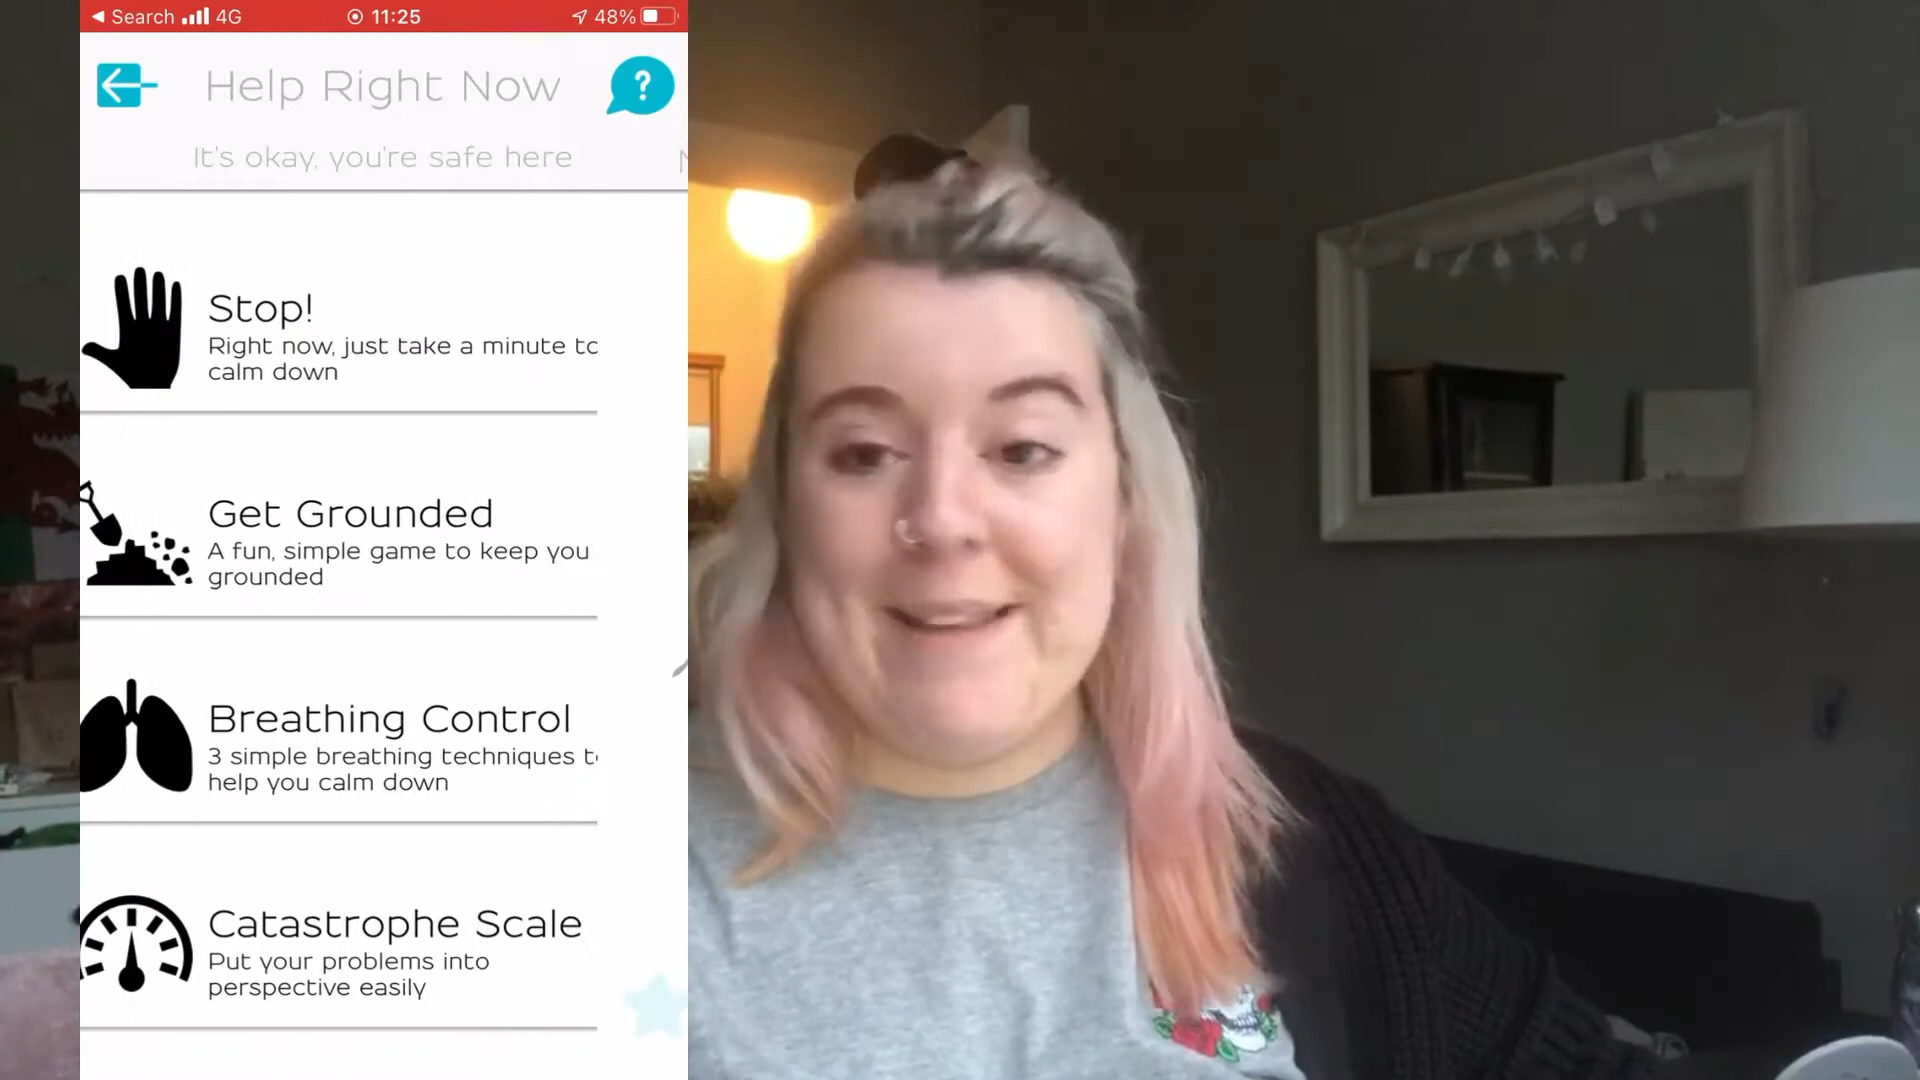 Search 4G 11:25 48%
Help Right Now
?
It's okay, you're safe here
Stop!
Right now, just take a minute to
calm down
Get Grounded
A fun, simple game to keep you
grounded
Breathing Control
3 simple breathing techniques to
help you calm down
Catastrophe Scale
Put your problems into
perspective easily